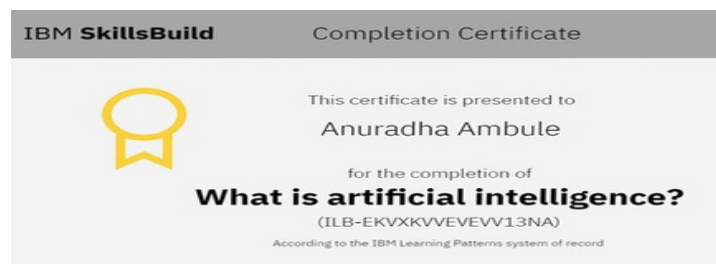 IBM SkillsBuild
Completion Certificate
This certificate is presented to
Anuradha Ambule
for the completion of
What is artificial intelligence?
(ILB-EKVXKVVEVEVV13NA)
According to the IBM Learning Patterns system of record